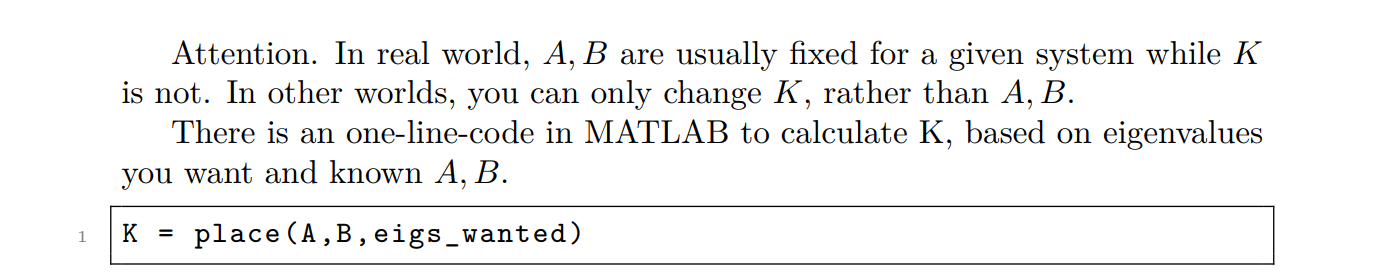 Attention. In real world, A, B are usually fixed for a given system while K
is not. In other worlds, you can only change K, rather than A, B.
There is an one-line-code in MATLAB to calculate K, based on eigenvalues
you want and known A, B.
1 K = place(A,B,eigs_wanted)